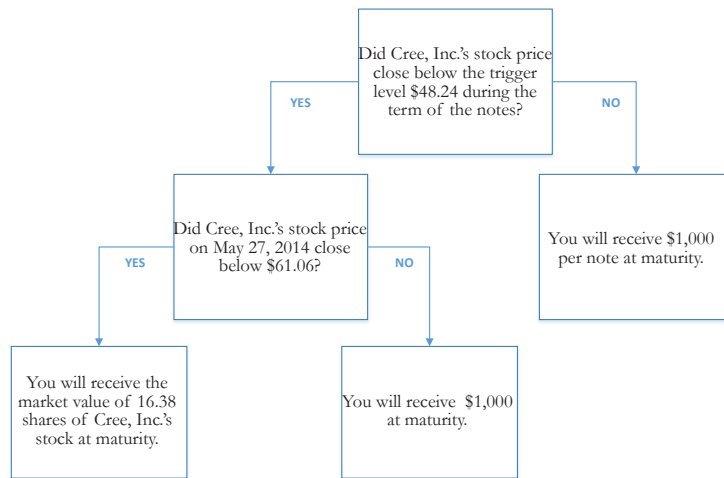 Did Cree, Inc.'s stock price
close below the trigger
level $48.24 during the
term of the notes?
YES
NO
Did Cree, Inc.'s stock price
on May 27, 2014 close
below $61.06?
You will receive $1,000
per note at maturity.
YES
NO
You will receive the
market value of 16.38
shares of Cree, Inc.'s
stock at maturity.
You will receive  $1,000
at maturity.